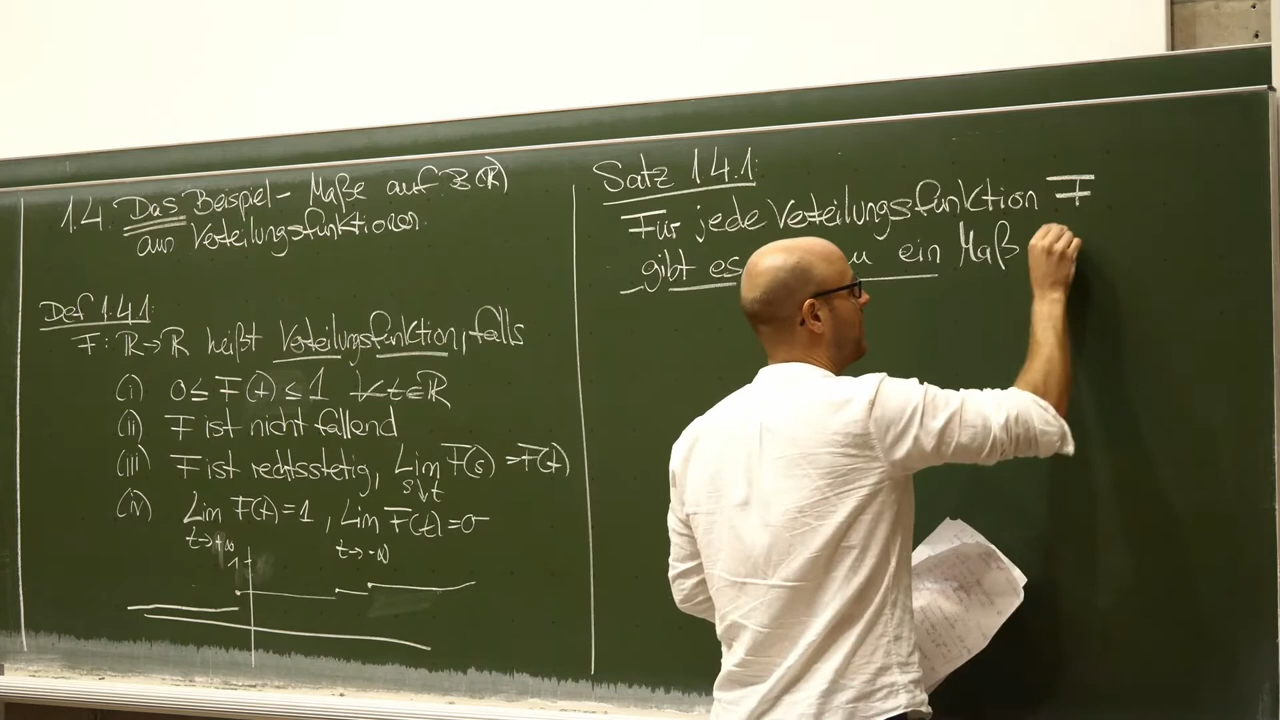 1.4. Das Beispiel - Maße auf B(ℝ)
aus Verteilungsfunktionen
Def 1.4.1:
F: ℝ→ℝ heißt Verteilungsfunktion, falls
(i) 0 ≤ F(t) ≤ 1 ∀ t∈ℝ
(ii) F ist nicht fallend
(iii) F ist rechtsstetig, Lim F(s) = F(t)
s↓t
(iv) Lim F(t) = 1, Lim F(t) = 0
t→+∞ t→-∞
1
Satz 1.4.1:
Für jede Verteilungsfunktion F
gibt es ein Maß